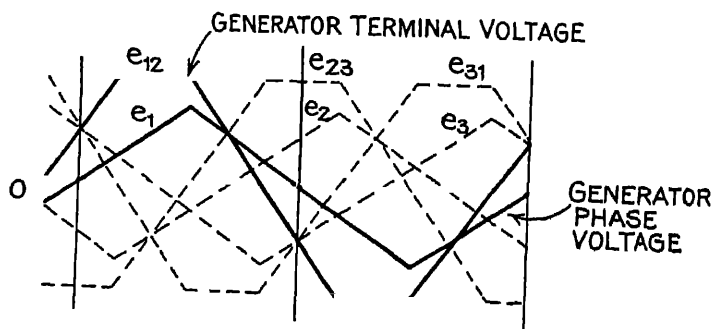 GENERATOR TERMINAL VOLTAGE
e12
e23
e31
e1
e2
e3
O
GENERATOR
PHASE
VOLTAGE